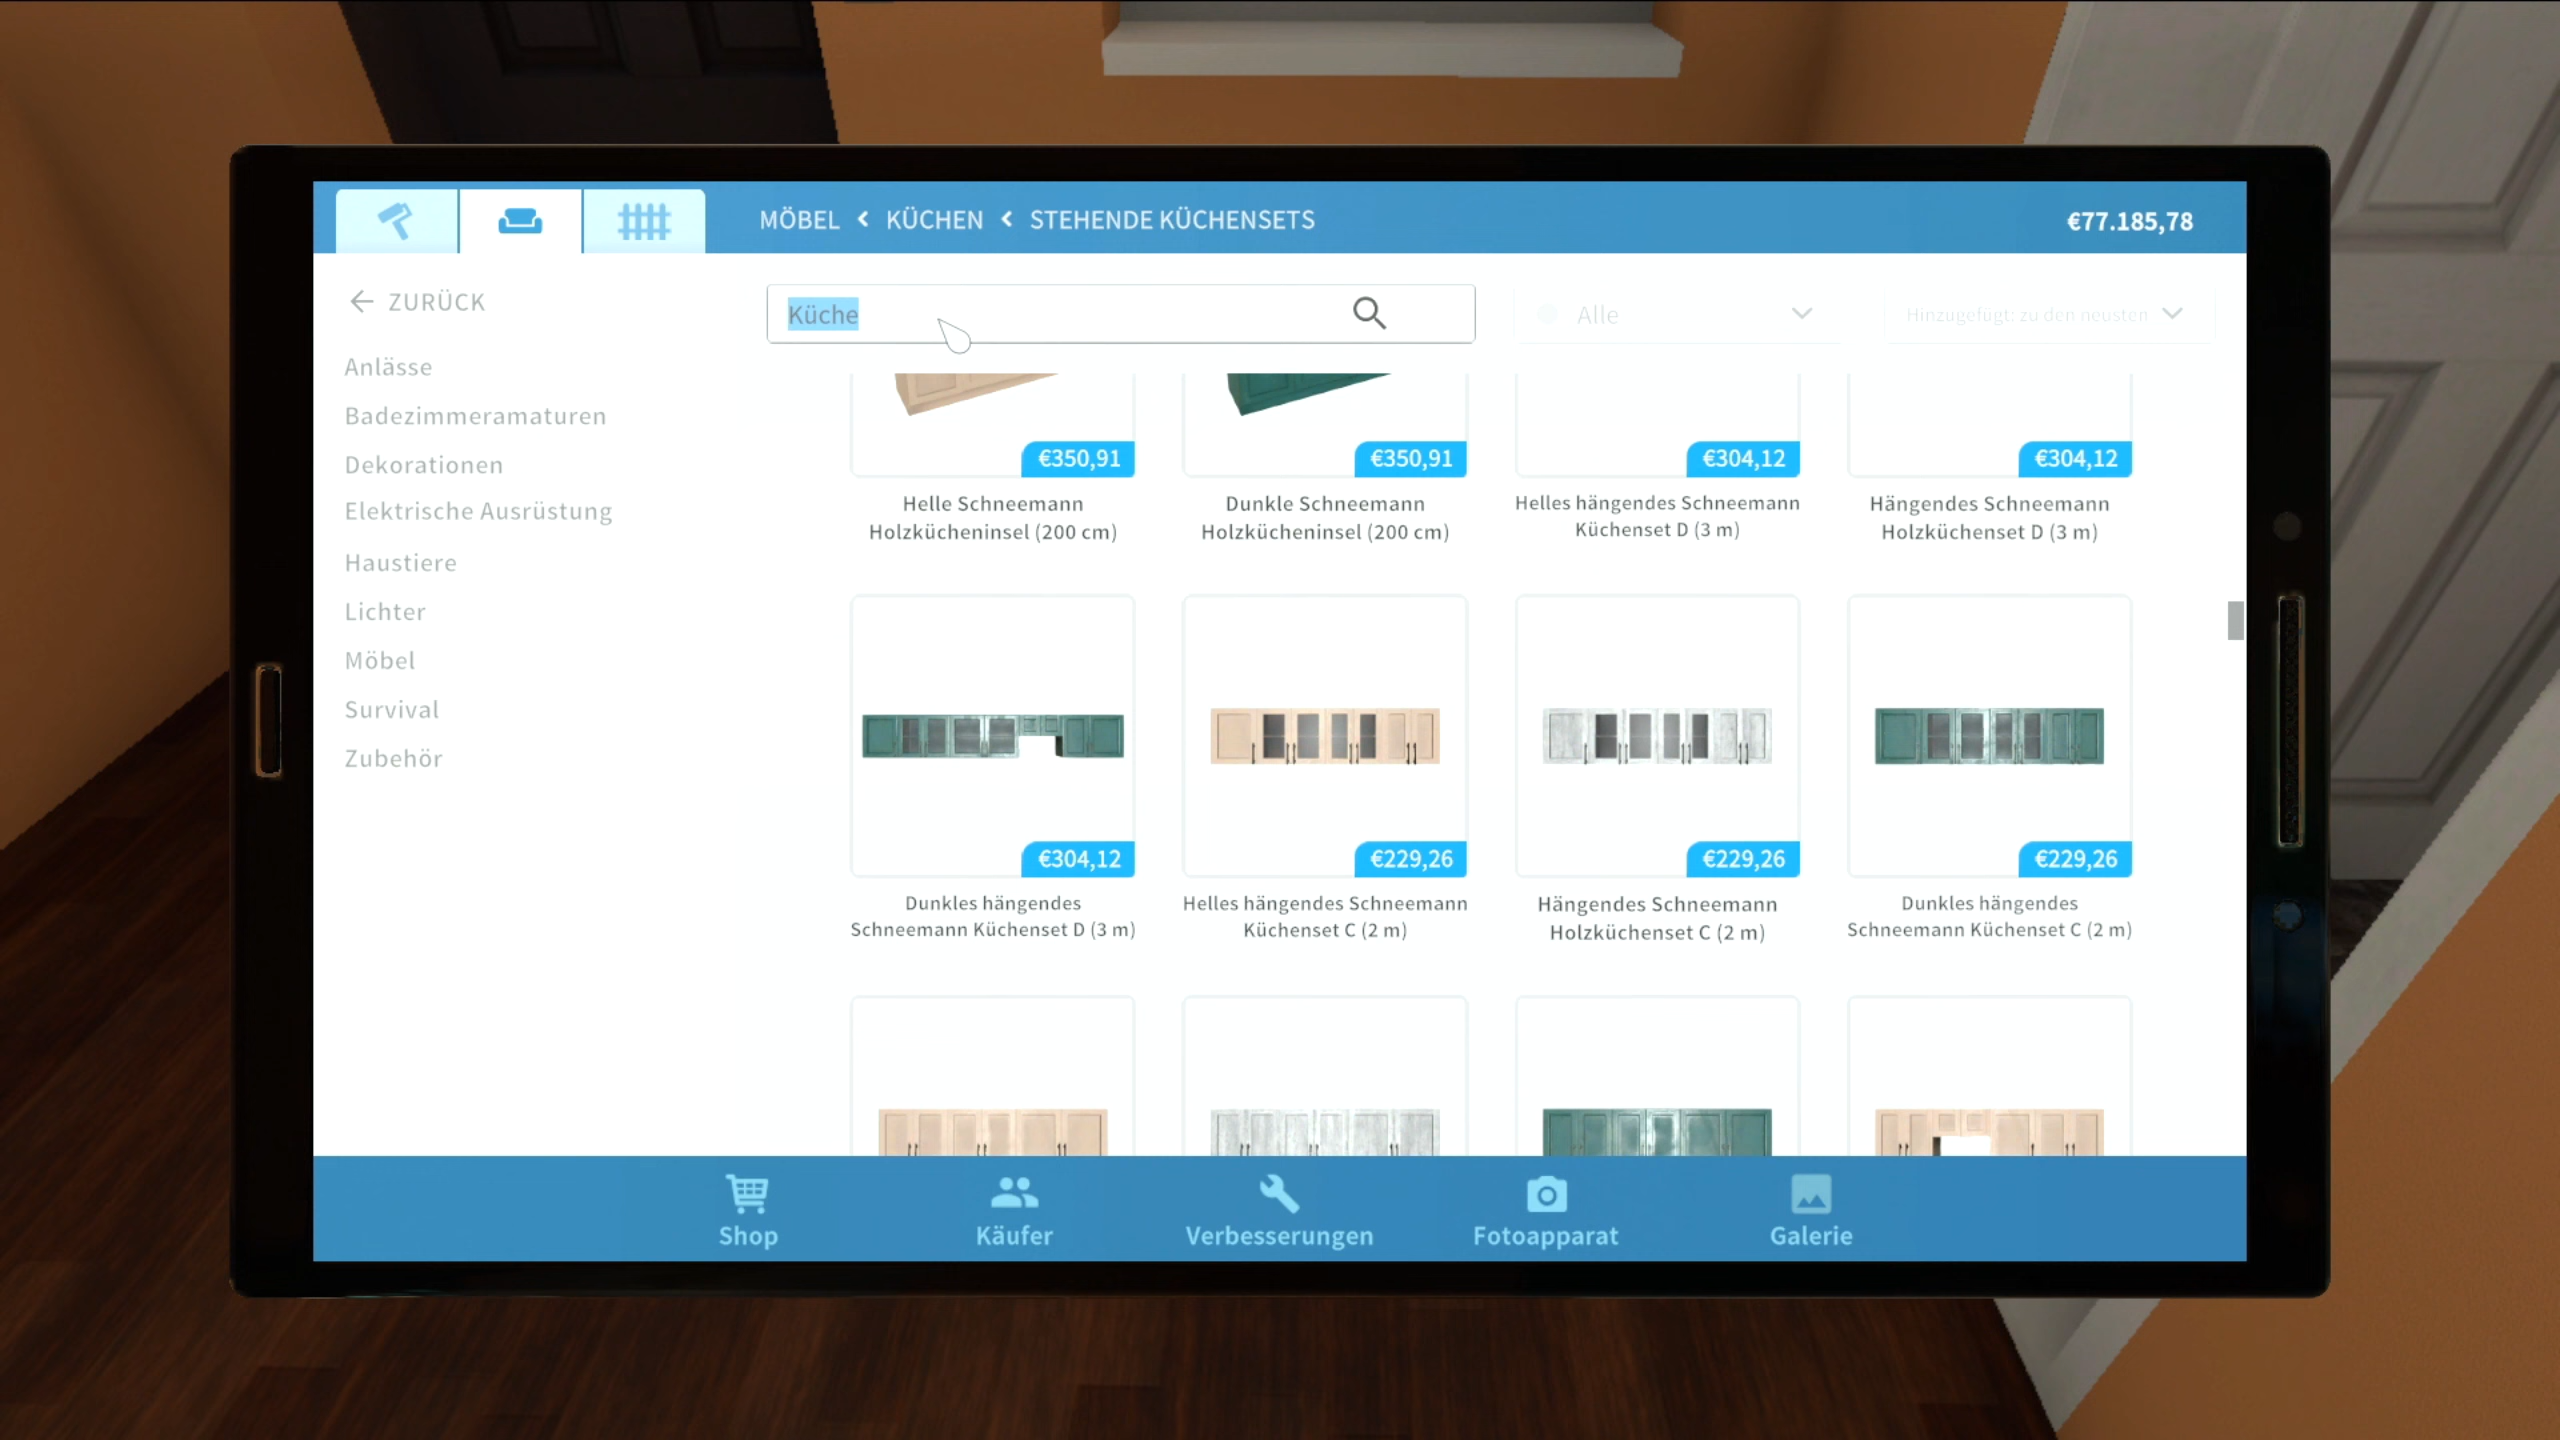 MÖBEL < KÜCHEN < STEHENDE KÜCHENSETS
€77.185,78
ZURÜCK
Küche
Alle
Hinzugefügt: zu den neusten
Anlässe
Badezimmeramaturen
Dekorationen
Elektrische Ausrüstung
Haustiere
Lichter
Möbel
Survival
Zubehör
€350,91
€350,91
€304,12
€304,12
Helle Schneemann
Holzkücheninsel (200 cm)
Dunkle Schneemann
Holzkücheninsel (200 cm)
Helles hängendes Schneemann
Küchenset D (3 m)
Hängendes Schneemann
Holzküchenset D (3 m)
€304,12
€229,26
€229,26
€229,26
Dunkles hängendes
Schneemann Küchenset D (3 m)
Helles hängendes Schneemann
Küchenset C (2 m)
Hängendes Schneemann
Holzküchenset C (2 m)
Dunkles hängendes
Schneemann Küchenset C (2 m)
Shop
Käufer
Verbesserungen
Fotoapparat
Galerie